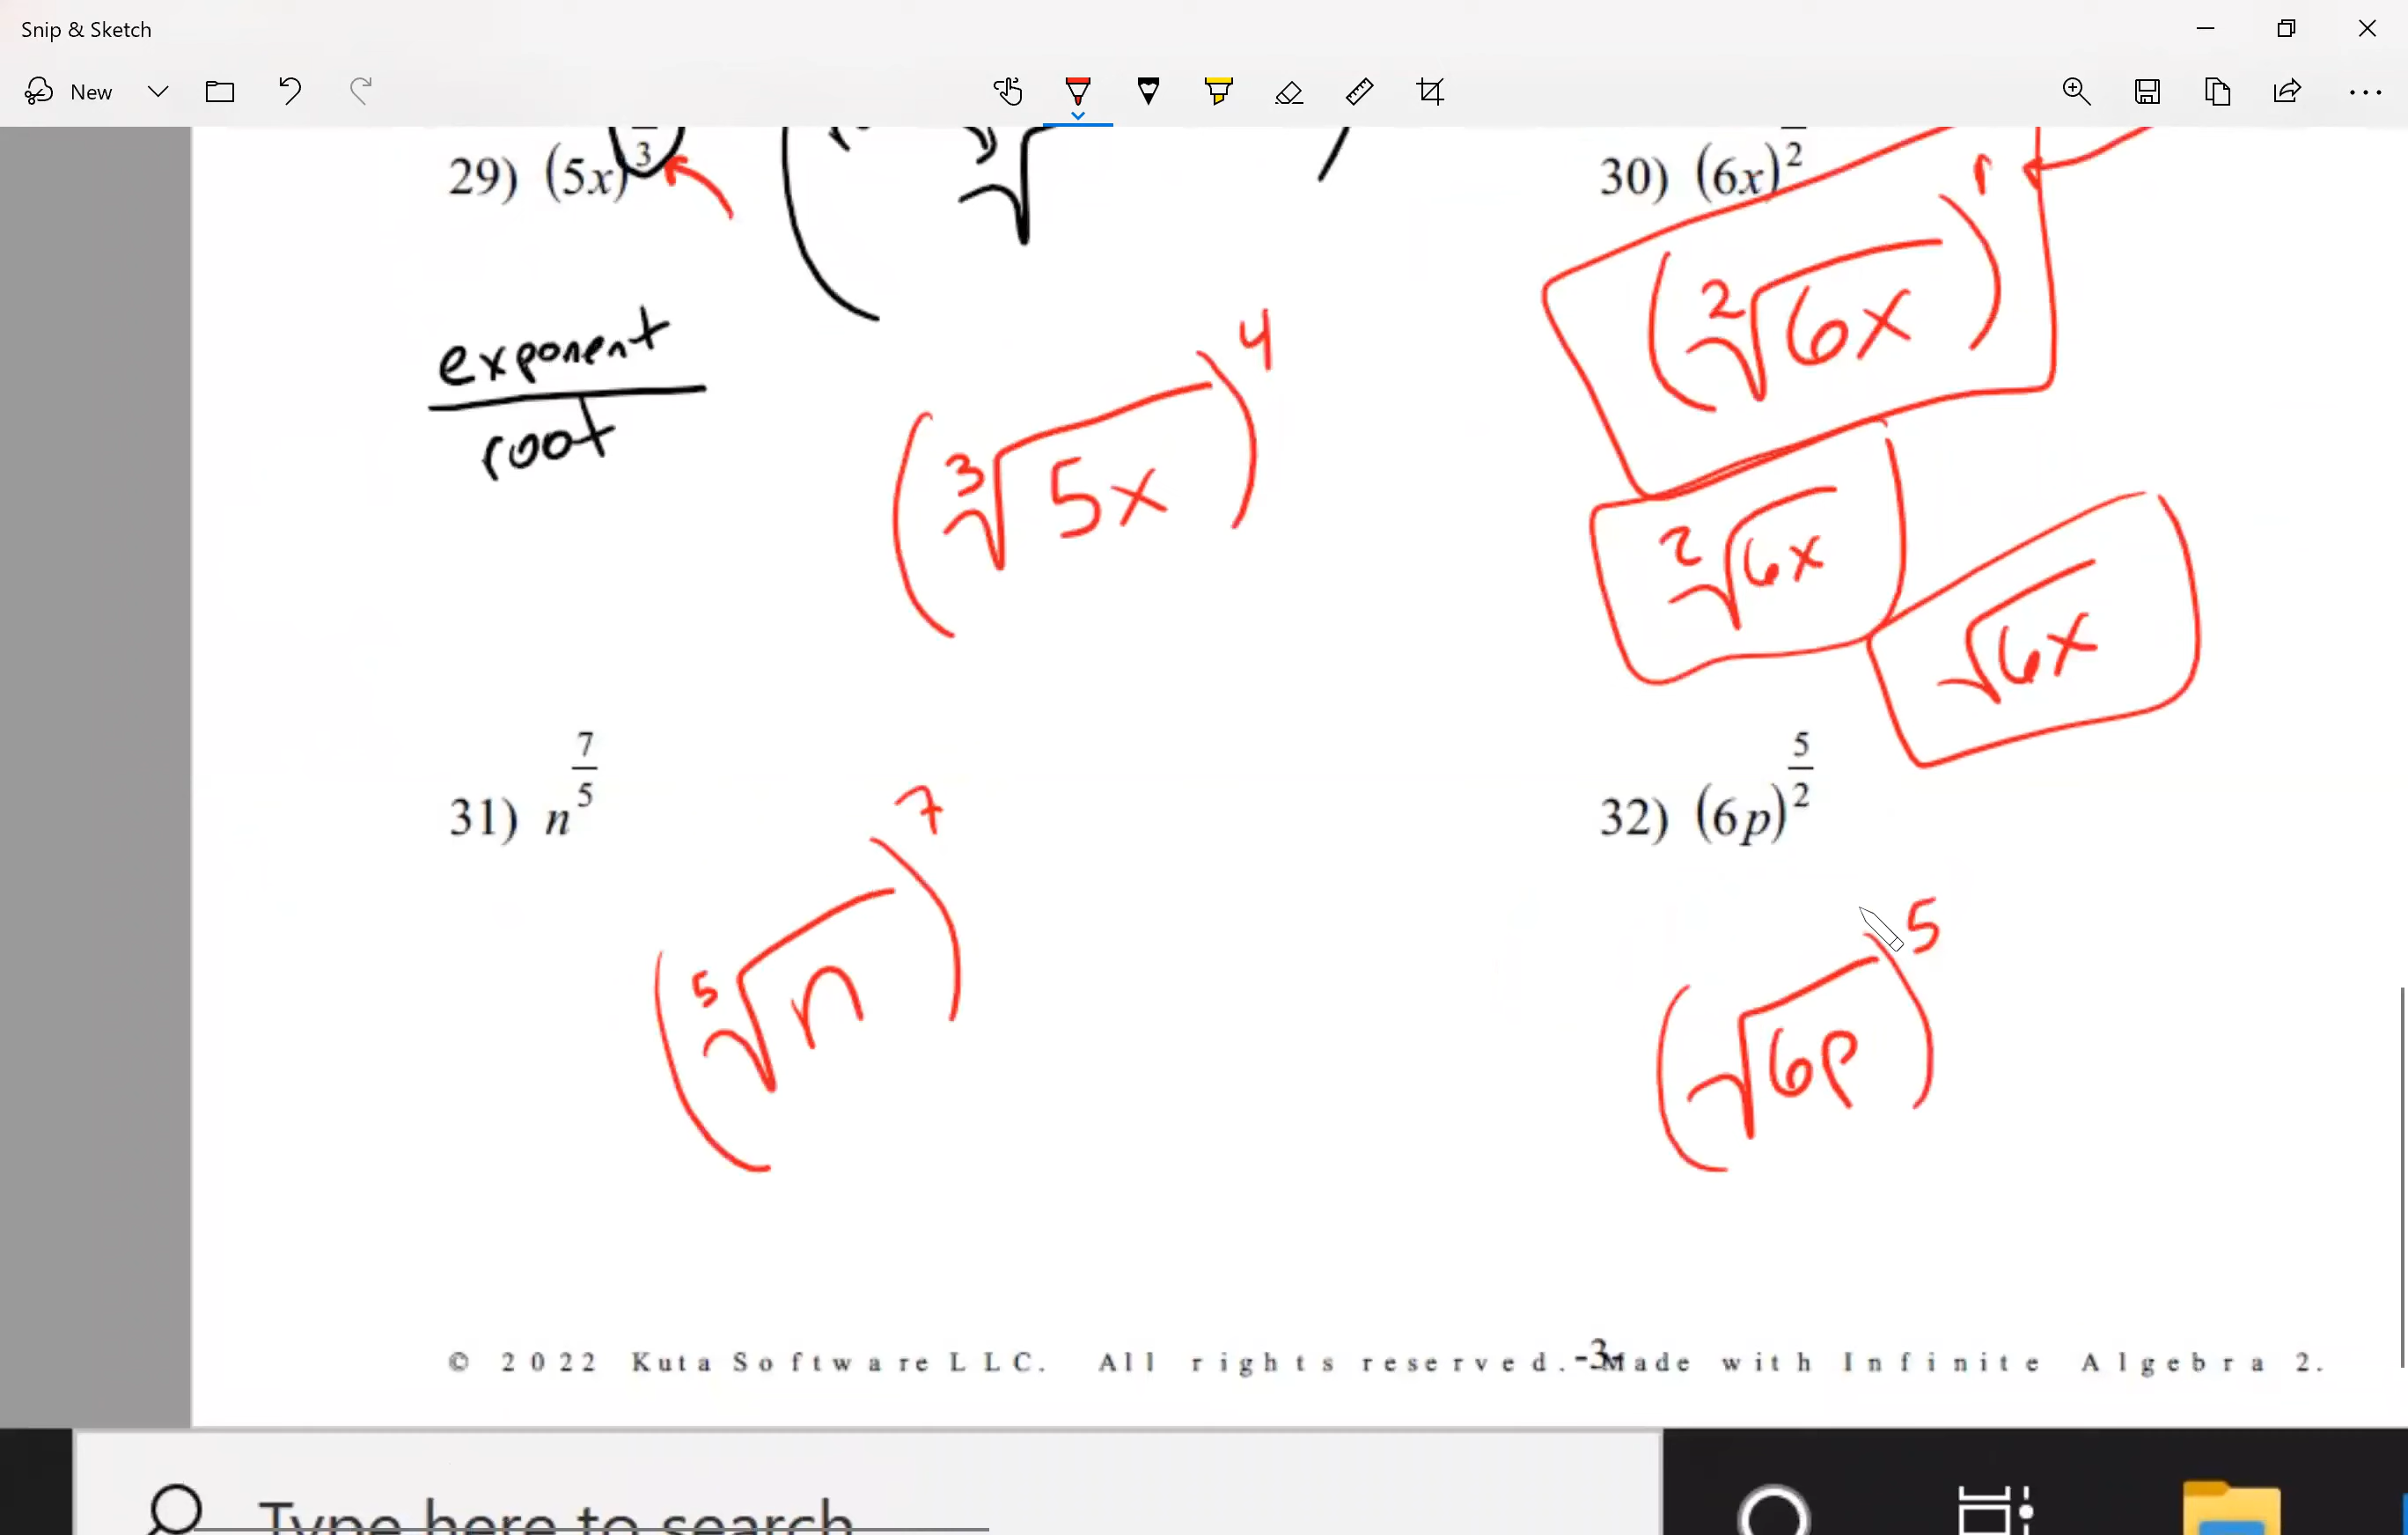 Snip & Sketch
New
29) (5x)^(/3)
30) (6x)^(/2)
(²√6x)^1
exponent
root
(³√5x)^4
²√6x
√6x
31) n^(7/5)
32) (6p)^(5/2)
(⁵√n)^7
(√6p)^5
© 2022 Kuta Software LLC. All rights reserved. -3- Made with Infinite Algebra 2.
Type here to search